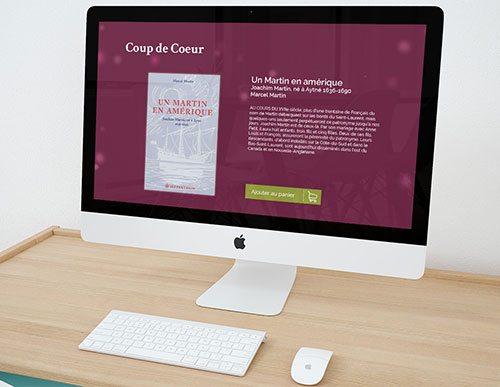 Coup de Coeur
Marcel Martin
UN MARTIN
EN AMÉRIQUE
Joachim Martin, né à Aytré
1636-1690
Un Martin en amérique
Joachim Martin, né à Aytné 1636-1690
Marcel Martin
AU COURS DU XVIIe siècle, plus d'une trentaine de Français du
nom de Martin débarquent sur les bords du Saint-Laurent, mais
quelques-uns seulement perpétueront ce patronyme jusqu'à nos
jours. Joachim Martin est de ceux-là. Par son mariage avec Anne
Petit, il aura huit enfants, trois fils et cinq filles. Deux de ses fils,
Louis et François, assureront la pérennité du patronyme. Leurs
descendants, d'abord installés sur la Côte-du-Sud et dans le
Bas-Saint-Laurent, sont aujourd'hui disséminés dans l'est du
Canada et en Nouvelle-Angleterre.
Ajouter au panier